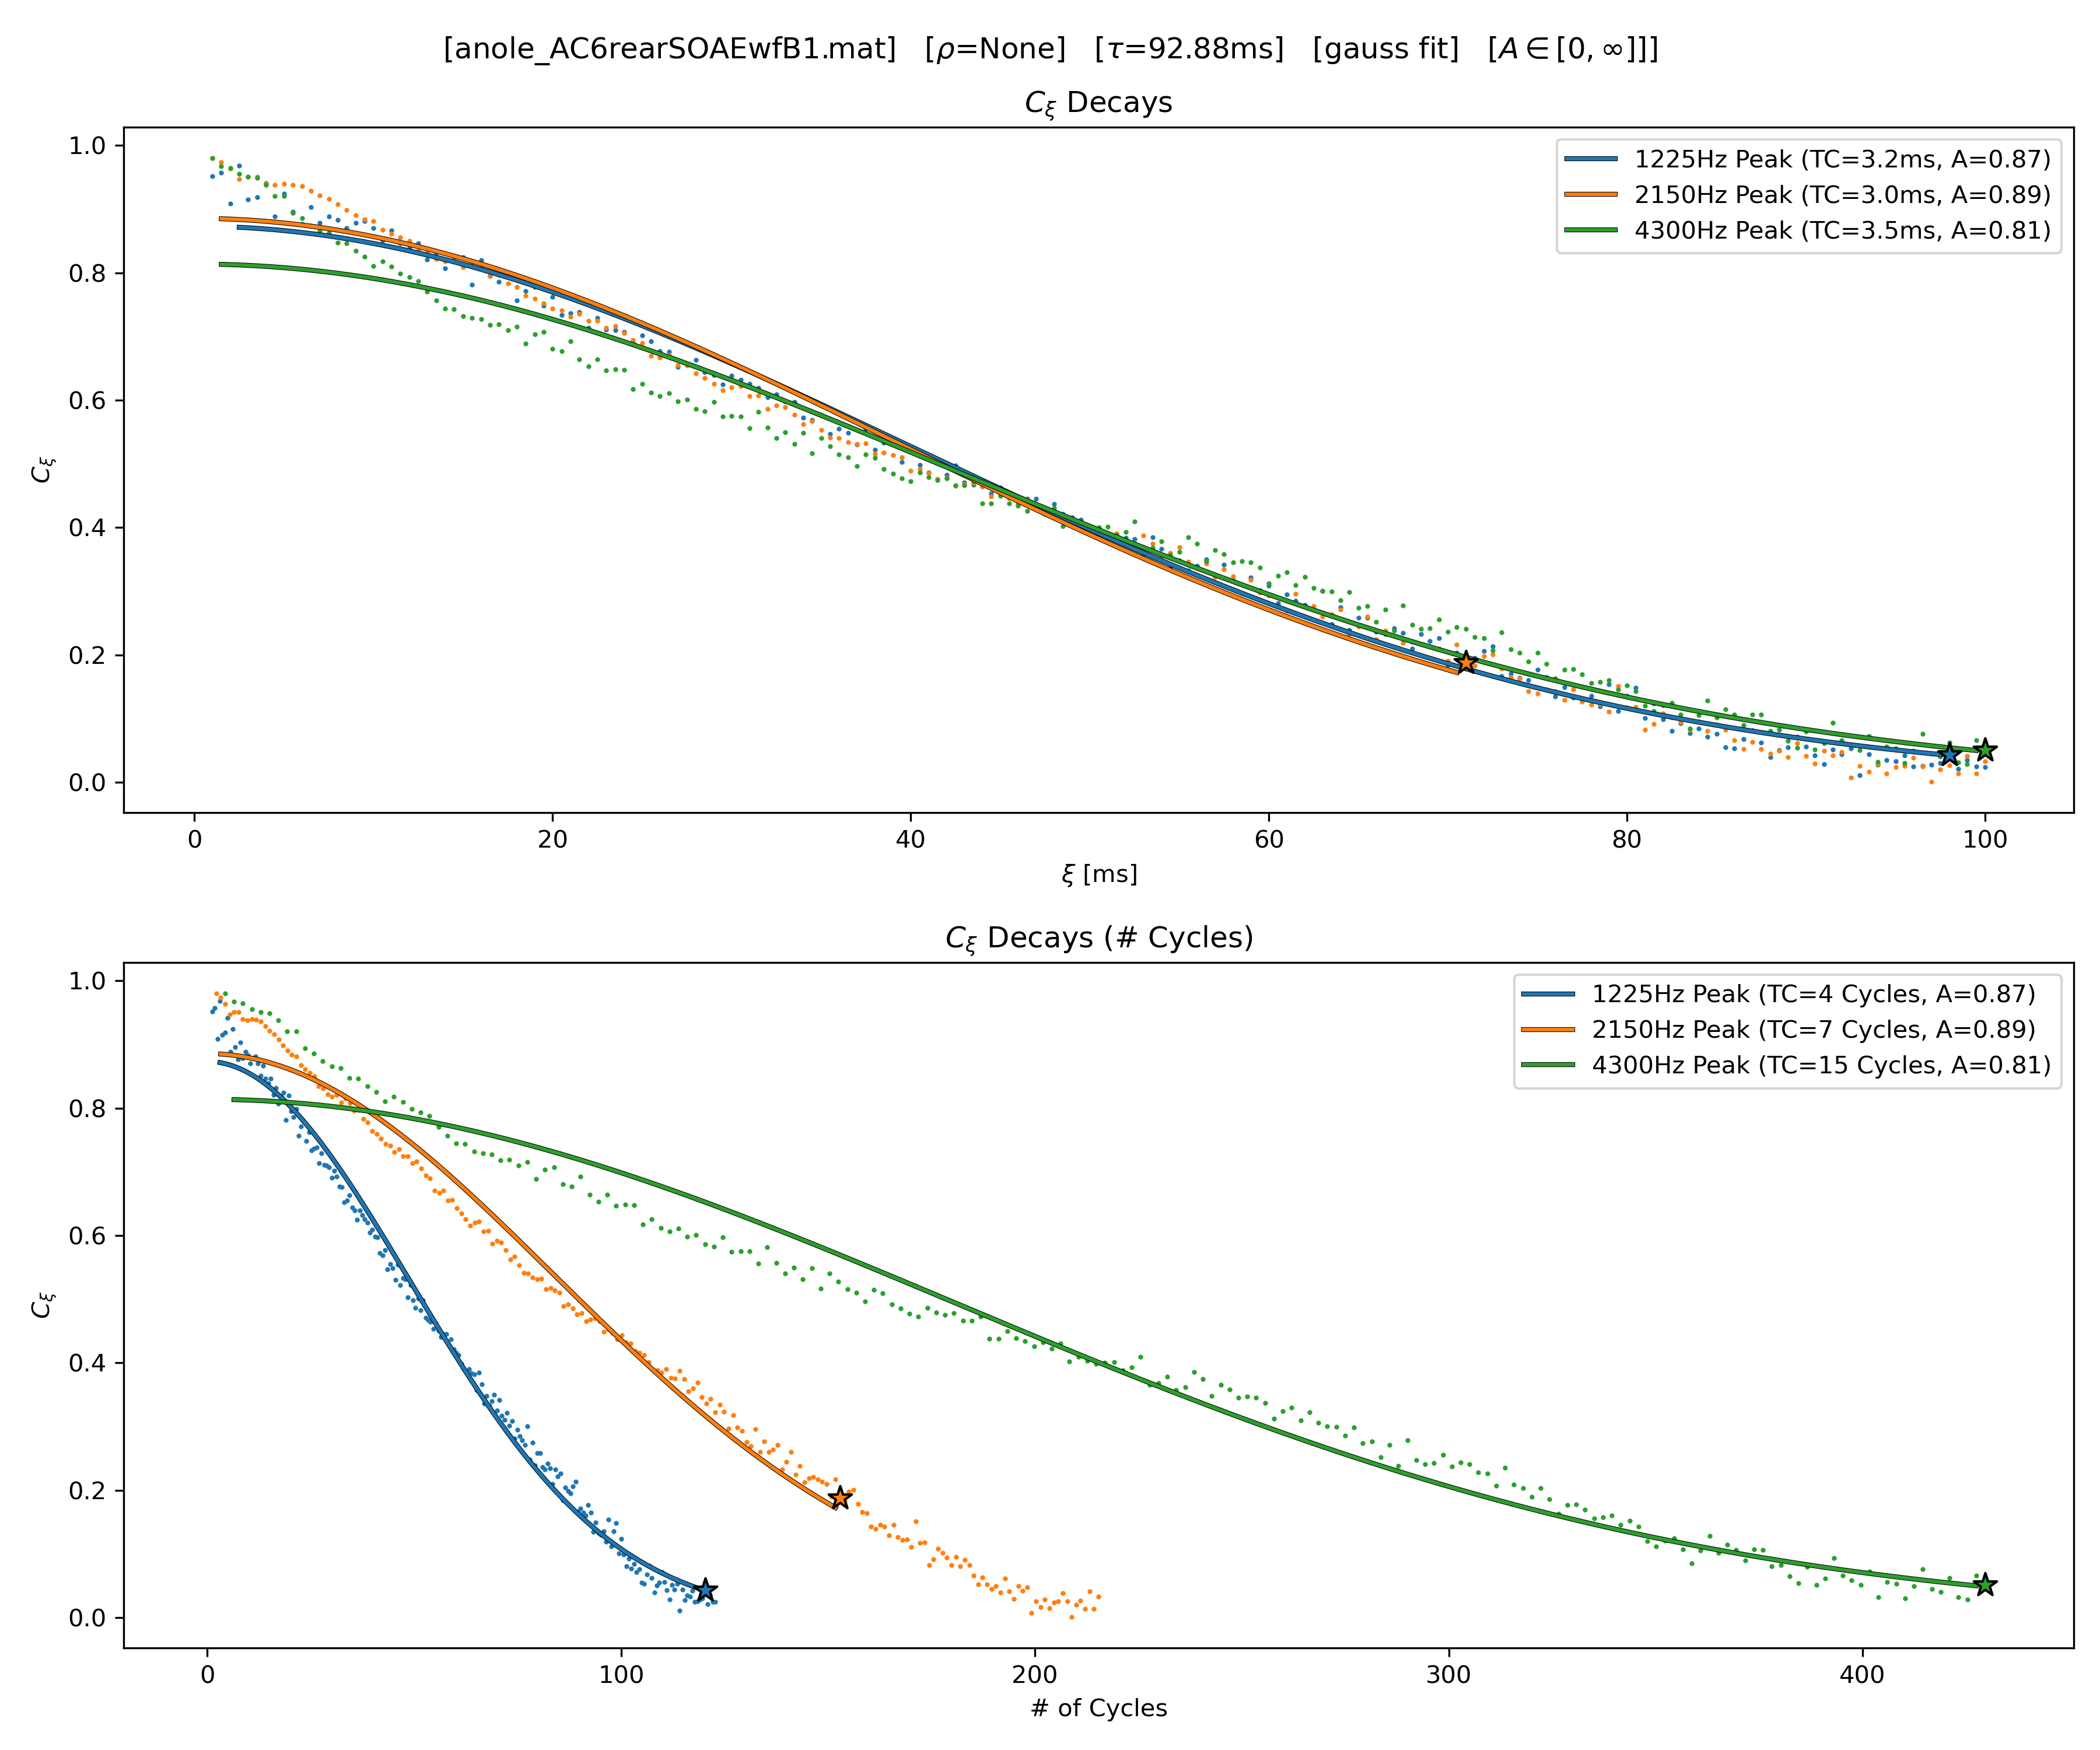 [anole_AC6rearSOAEwfB1.mat] [ρ=None] [τ=92.88ms] [gauss fit] [A ∈ [0, ∞]]]
C_ξ Decays
1.0
0.8
0.6
0.4
0.2
0.0
C_ξ
1225Hz Peak (TC=3.2ms, A=0.87)
2150Hz Peak (TC=3.0ms, A=0.89)
4300Hz Peak (TC=3.5ms, A=0.81)
0 20 40 60 80 100
ξ [ms]
C_ξ Decays (# Cycles)
1.0
0.8
0.6
0.4
0.2
0.0
C_ξ
1225Hz Peak (TC=4 Cycles, A=0.87)
2150Hz Peak (TC=7 Cycles, A=0.89)
4300Hz Peak (TC=15 Cycles, A=0.81)
0 100 200 300 400
# of Cycles